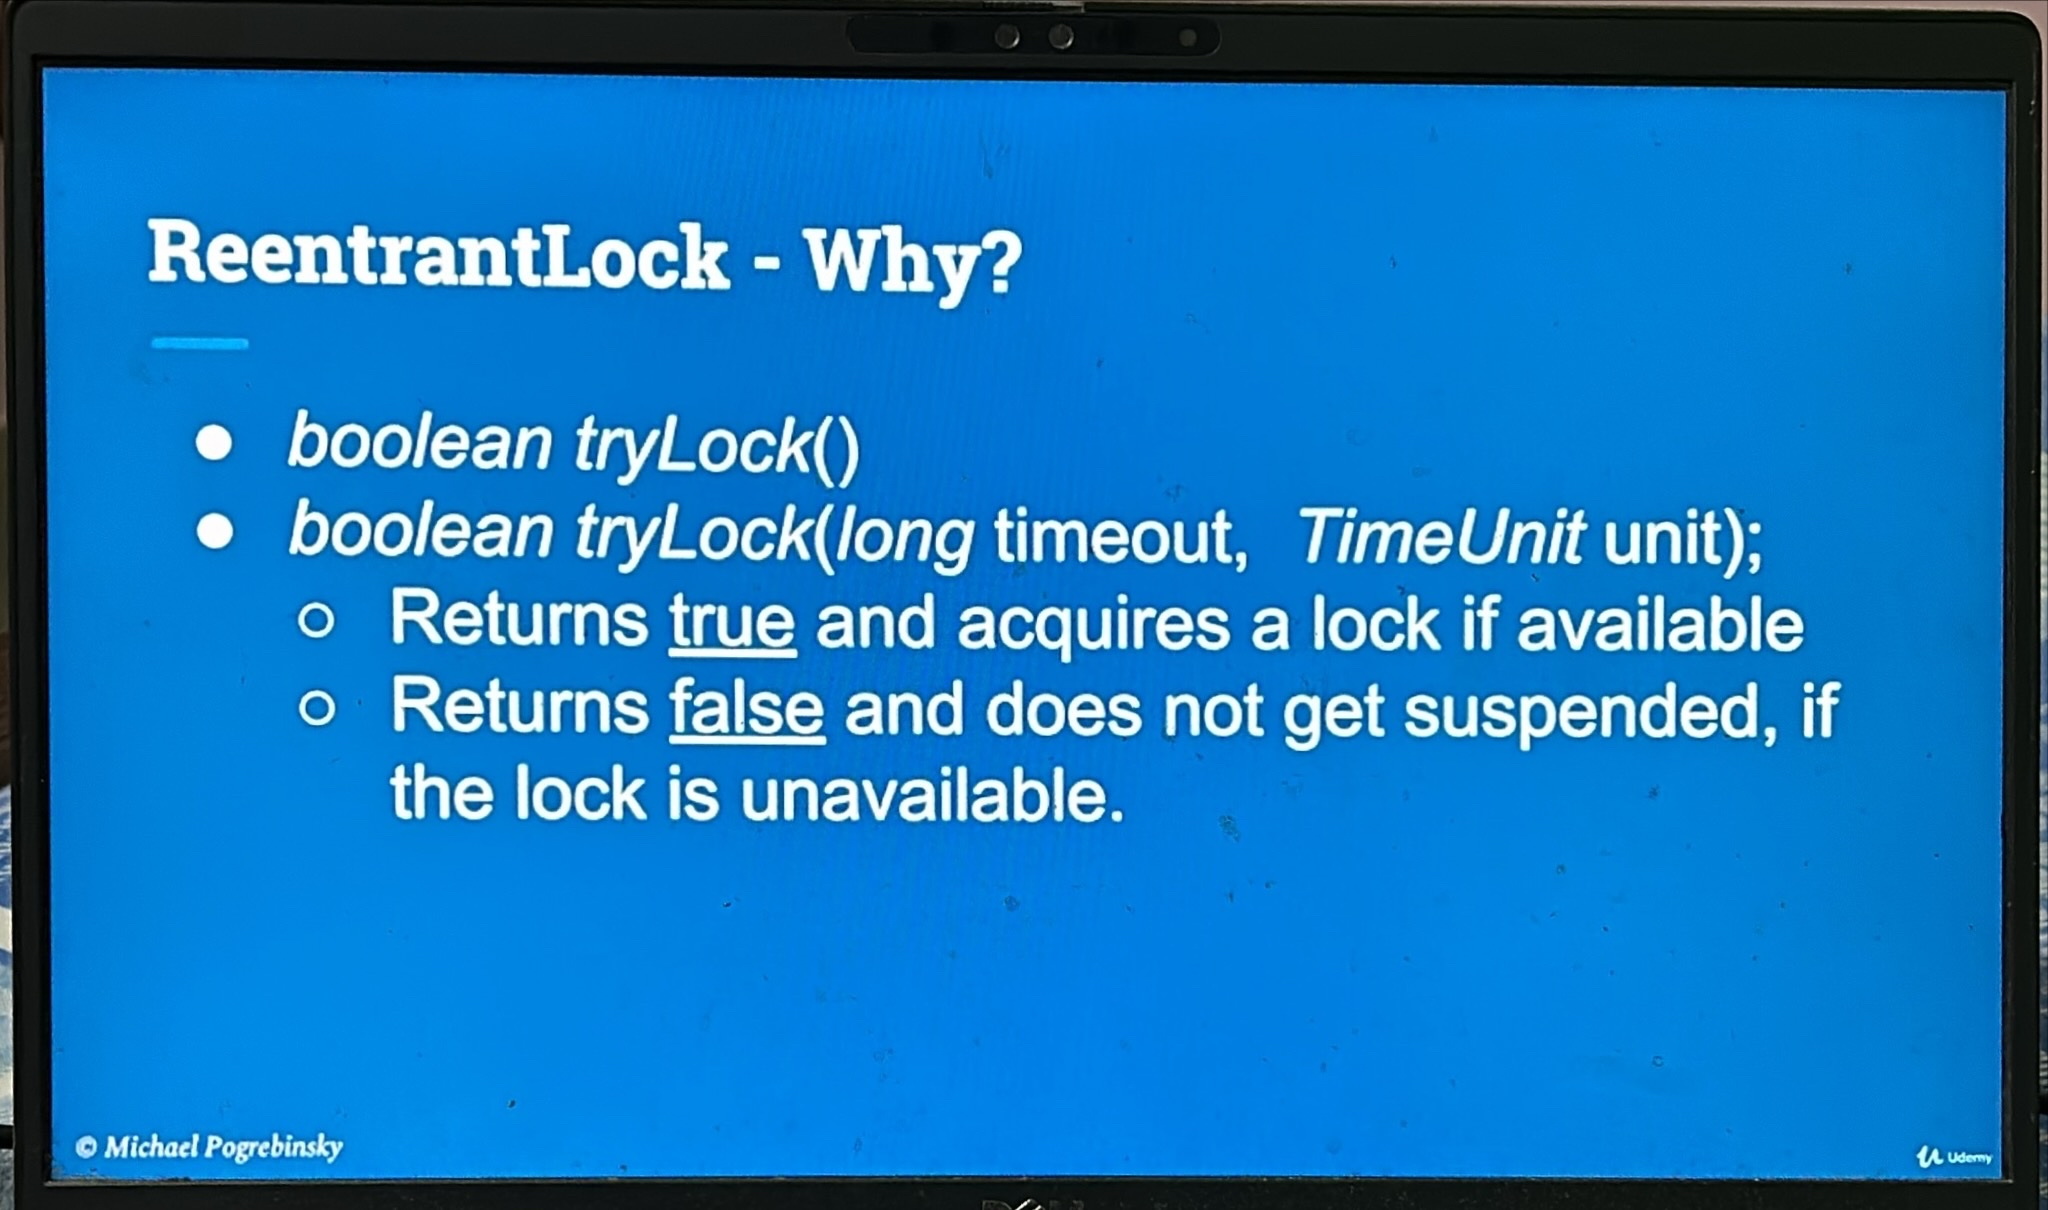 ReentrantLock - Why?
● boolean tryLock()
● boolean tryLock(long timeout, TimeUnit unit);
○ Returns true and acquires a lock if available
○ Returns false and does not get suspended, if
the lock is unavailable.
© Michael Pogrebinsky
Udemy